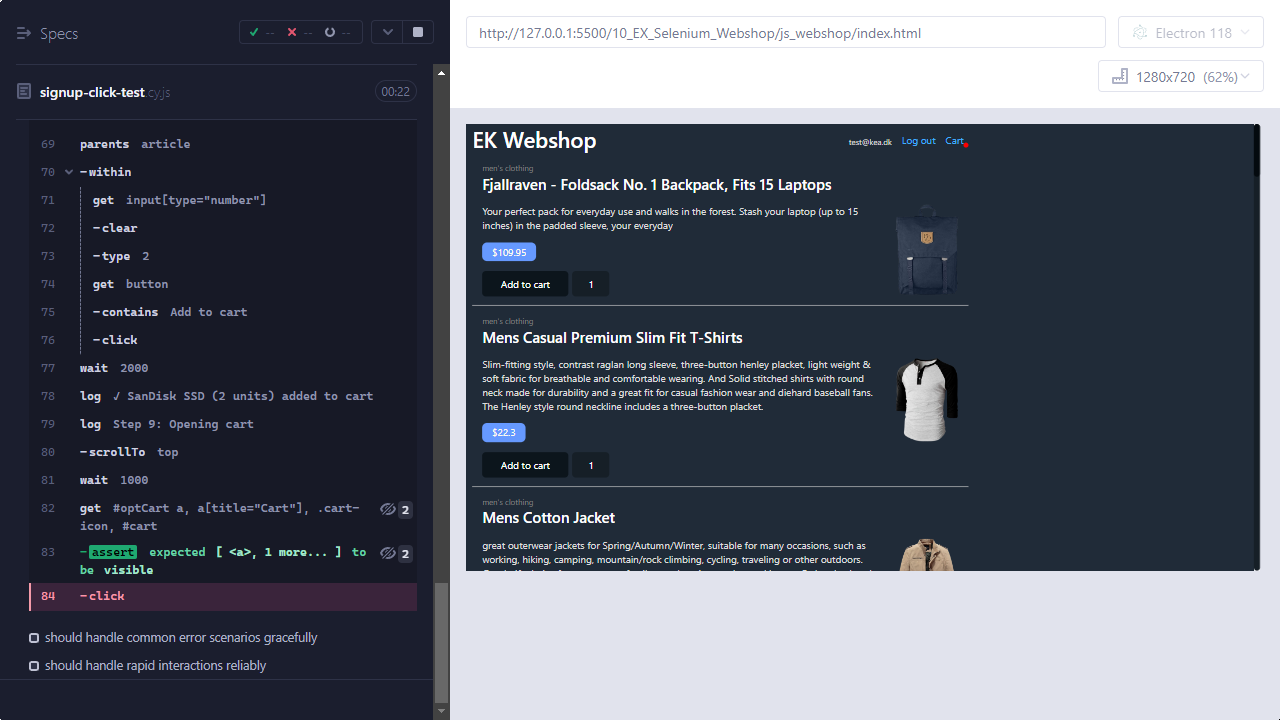 Specs
-- -- --
signup-click-test.cy.js 00:22
69 parents article
70 -within
71 get input[type="number"]
72 -clear
73 -type 2
74 get button
75 -contains Add to cart
76 -click
77 wait 2000
78 log ✓ SanDisk SSD (2 units) added to cart
79 log Step 9: Opening cart
80 -scrollTo top
81 wait 1000
82 get #optCart a, a[title="Cart"], .cart-
icon, #cart 2
83 -assert expected [ <a>, 1 more... ] to
be visible 2
84 -click
should handle common error scenarios gracefully
should handle rapid interactions reliably
http://127.0.0.1:5500/10_EX_Selenium_Webshop/js_webshop/index.html
Electron 118
1280x720 (62%)
EK Webshop
test@kea.dk Log out Cart
men's clothing
Fjallraven - Foldsack No. 1 Backpack, Fits 15 Laptops
Your perfect pack for everyday use and walks in the forest. Stash your laptop (up to 15
inches) in the padded sleeve, your everyday
$109.95
Add to cart 1
men's clothing
Mens Casual Premium Slim Fit T-Shirts
Slim-fitting style, contrast raglan long sleeve, three-button henley placket, light weight &
soft fabric for breathable and comfortable wearing. And Solid stitched shirts with round
neck made for durability and a great fit for casual fashion wear and diehard baseball fans.
The Henley style round neckline includes a three-button placket.
$22.3
Add to cart 1
men's clothing
Mens Cotton Jacket
great outerwear jackets for Spring/Autumn/Winter, suitable for many occasions, such as
working, hiking, camping, mountain/rock climbing, cycling, traveling or other outdoors.